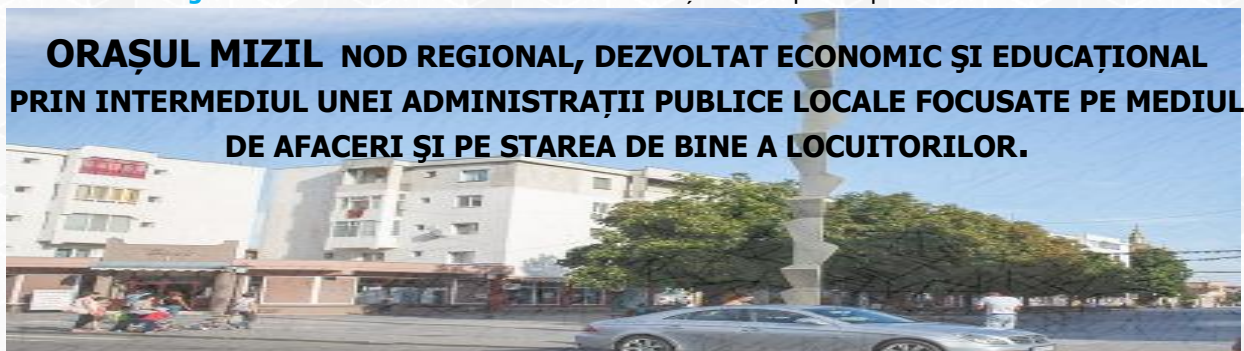 ORAȘUL MIZIL NOD REGIONAL, DEZVOLTAT ECONOMIC ŞI EDUCAȚIONAL
PRIN INTERMEDIUL UNEI ADMINISTRAȚII PUBLICE LOCALE FOCUSATE PE MEDIUL
DE AFACERI ŞI PE STAREA DE BINE A LOCUITORILOR.